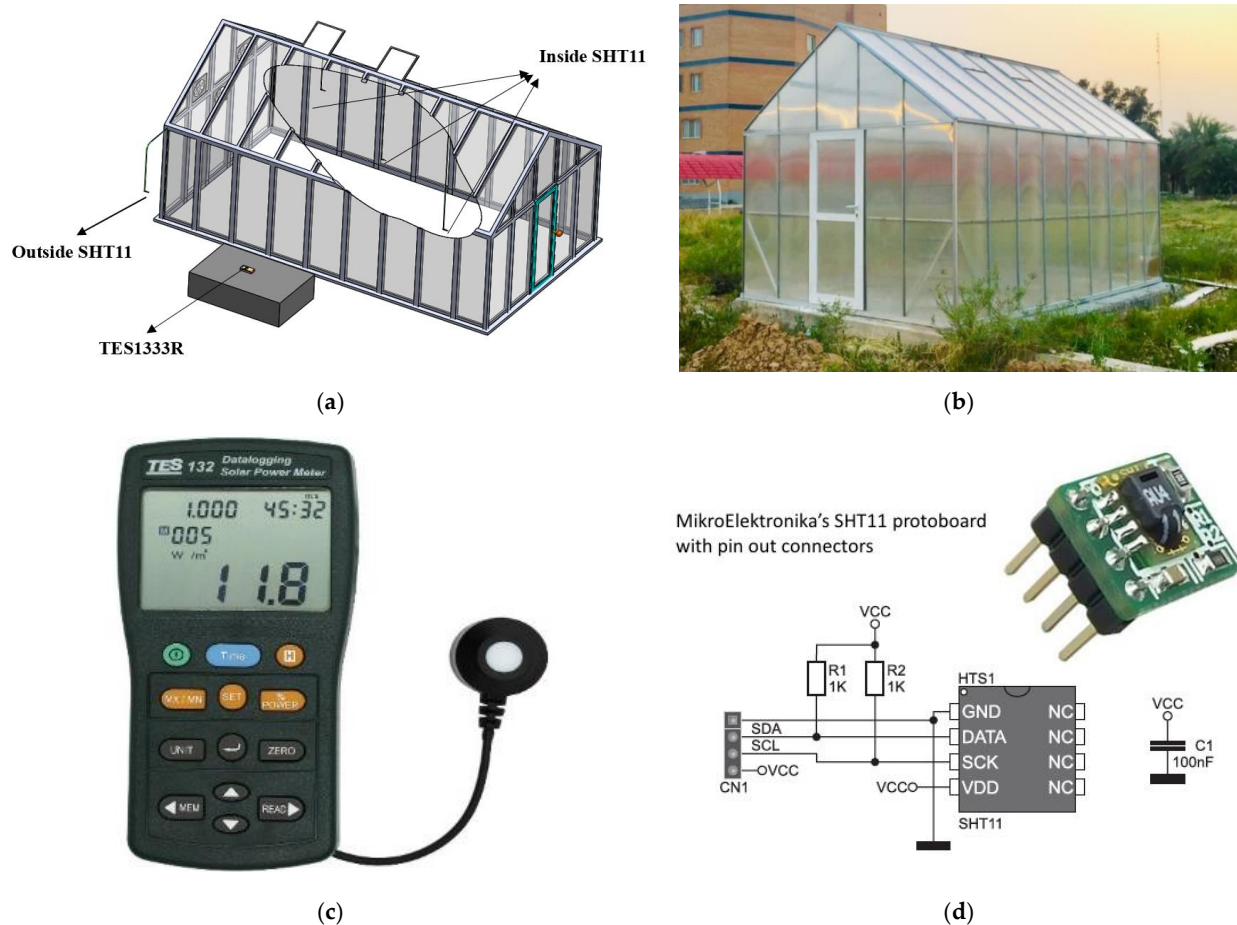 Inside SHT11
Outside SHT11
TES1333R
(a)
(b)
TES 132 Datalogging
Solar Power Meter
1.000 45:32
M 005
W /m²
11.8
Time
H
MX / MN
SET
%
POWER
UNIT
ZERO
MEM
READ
(c)
MikroElektronika's SHT11 protoboard
with pin out connectors
VCC
R1
1K
R2
1K
HTS1
GND NC
SDA
DATA NC
SCL
SCK NC
VCC
CN1
VCC
VDD NC
SHT11
VCC
C1
100nF
(d)